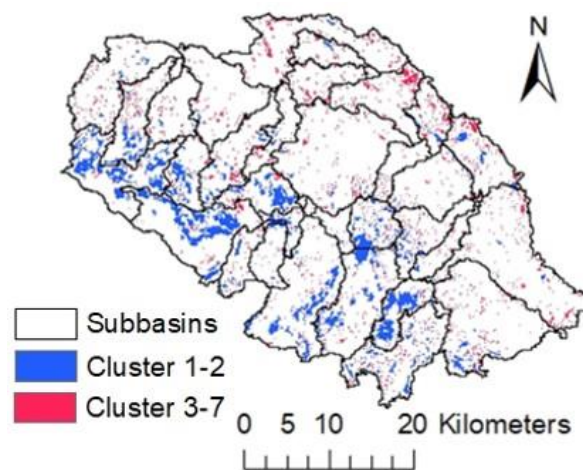 N
Subbasins
Cluster 1-2
Cluster 3-7
0 5 10 20 Kilometers